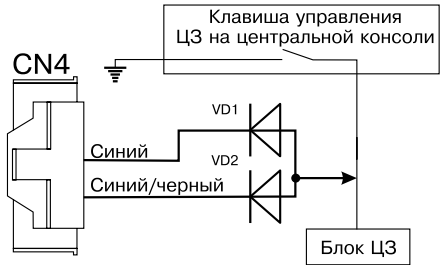 Клавиша управления
ЦЗ на центральной консоли
CN4
VD1
Синий
VD2
Синий/черный
Блок ЦЗ